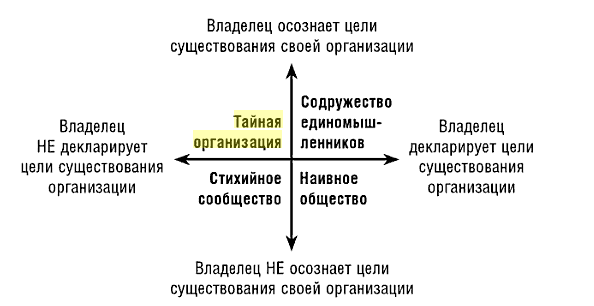 Владелец осознает цели
существования своей организации
Тайная
организация
Содружество
единомыш-
ленников
Владелец
НЕ декларирует
цели существования
организации
Владелец
декларирует цели
существования
организации
Стихийное
сообщество
Наивное
общество
Владелец НЕ осознает цели
существования своей организации